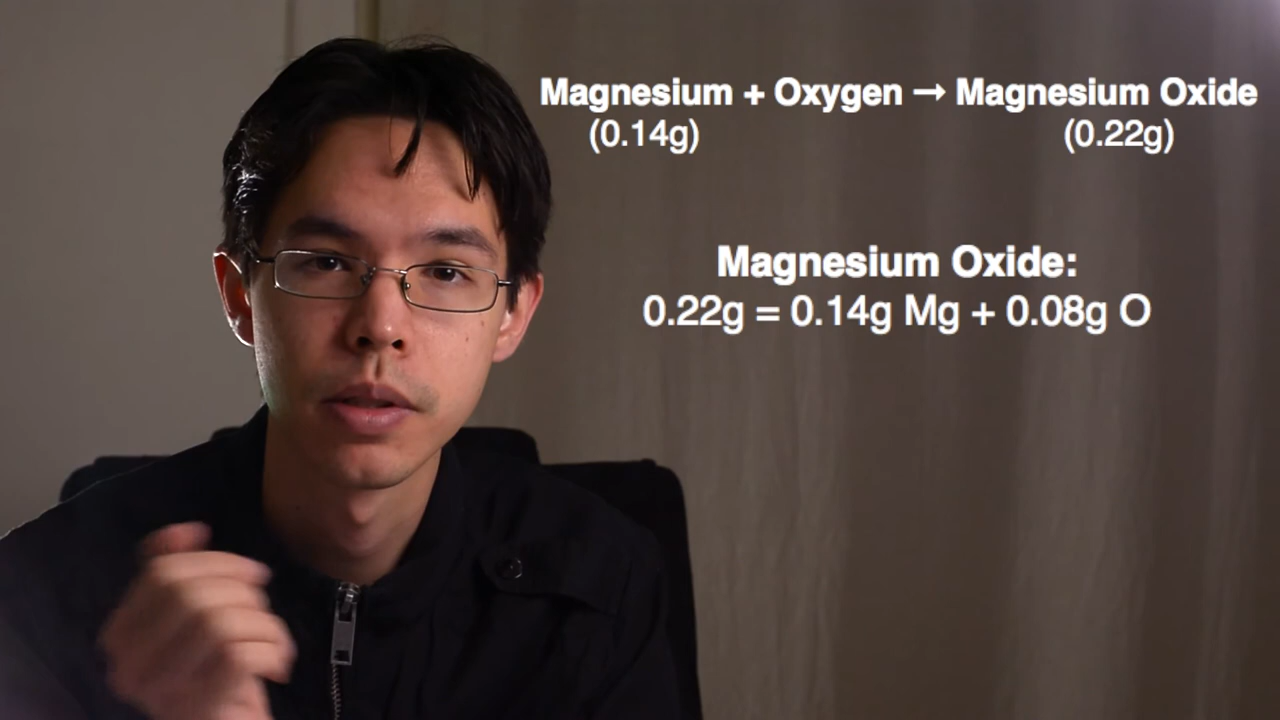 Magnesium + Oxygen → Magnesium Oxide
(0.14g) (0.22g)
Magnesium Oxide:
0.22g = 0.14g Mg + 0.08g O